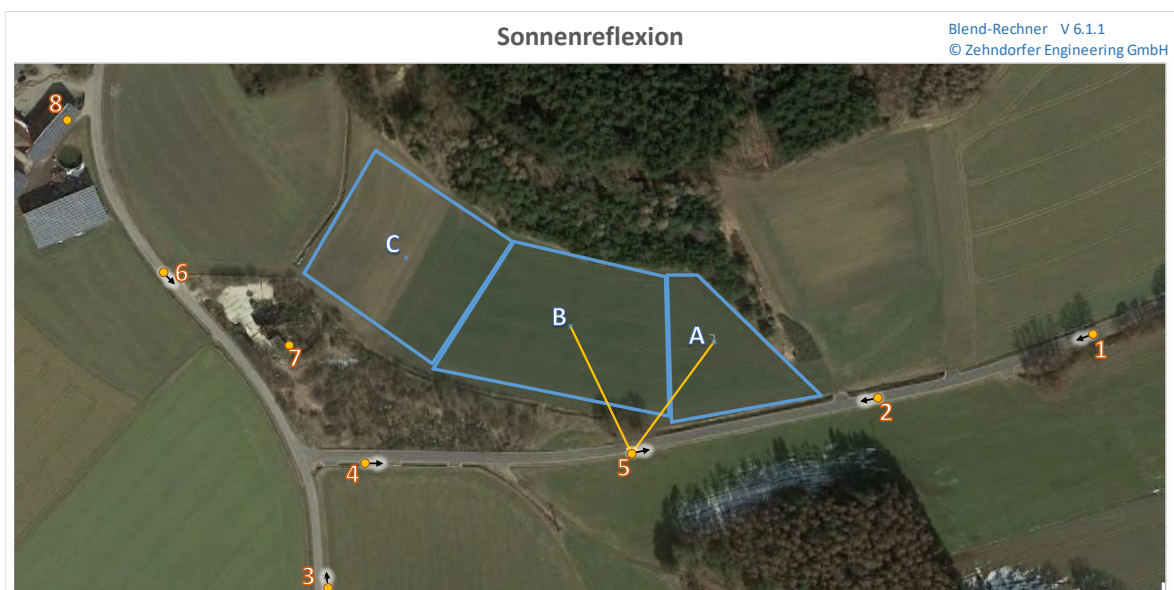 Sonnenreflexion
Blend-Rechner V 6.1.1
© Zehndorfer Engineering GmbH
8
C
6
B
A
7
1
2
5
4
3